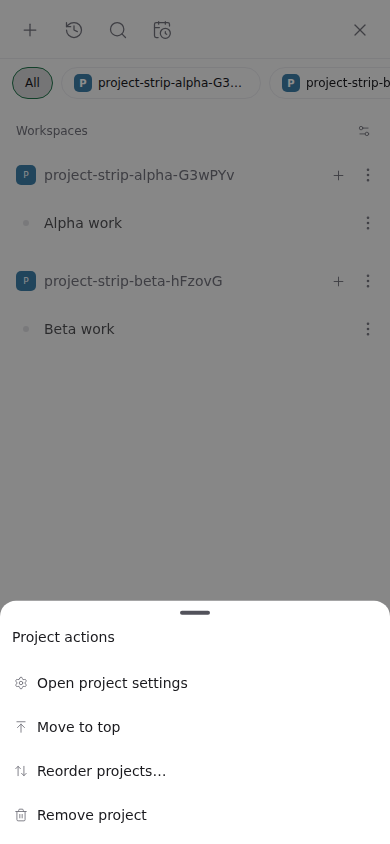 All
P project-strip-alpha-G3...
P project-strip-b
Workspaces
P project-strip-alpha-G3wPYv
Alpha work
P project-strip-beta-hFzovG
Beta work
Project actions
Open project settings
Move to top
Reorder projects...
Remove project